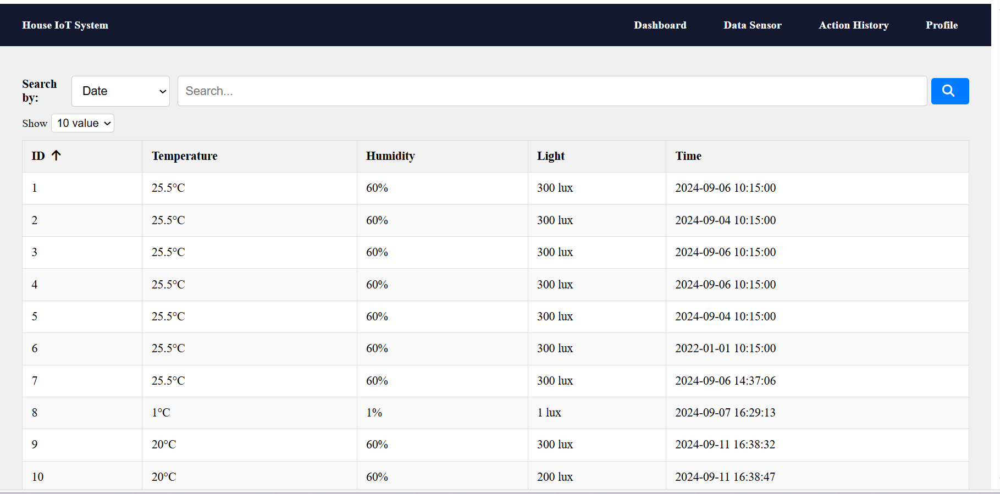 House IoT System Dashboard Data Sensor Action History Profile
Search by: Date Search...
Show 10 value
ID Temperature Humidity Light Time
1 25.5°C 60% 300 lux 2024-09-06 10:15:00
2 25.5°C 60% 300 lux 2024-09-04 10:15:00
3 25.5°C 60% 300 lux 2024-09-06 10:15:00
4 25.5°C 60% 300 lux 2024-09-06 10:15:00
5 25.5°C 60% 300 lux 2024-09-04 10:15:00
6 25.5°C 60% 300 lux 2022-01-01 10:15:00
7 25.5°C 60% 300 lux 2024-09-06 14:37:06
8 1°C 1% 1 lux 2024-09-07 16:29:13
9 20°C 60% 300 lux 2024-09-11 16:38:32
10 20°C 60% 200 lux 2024-09-11 16:38:47